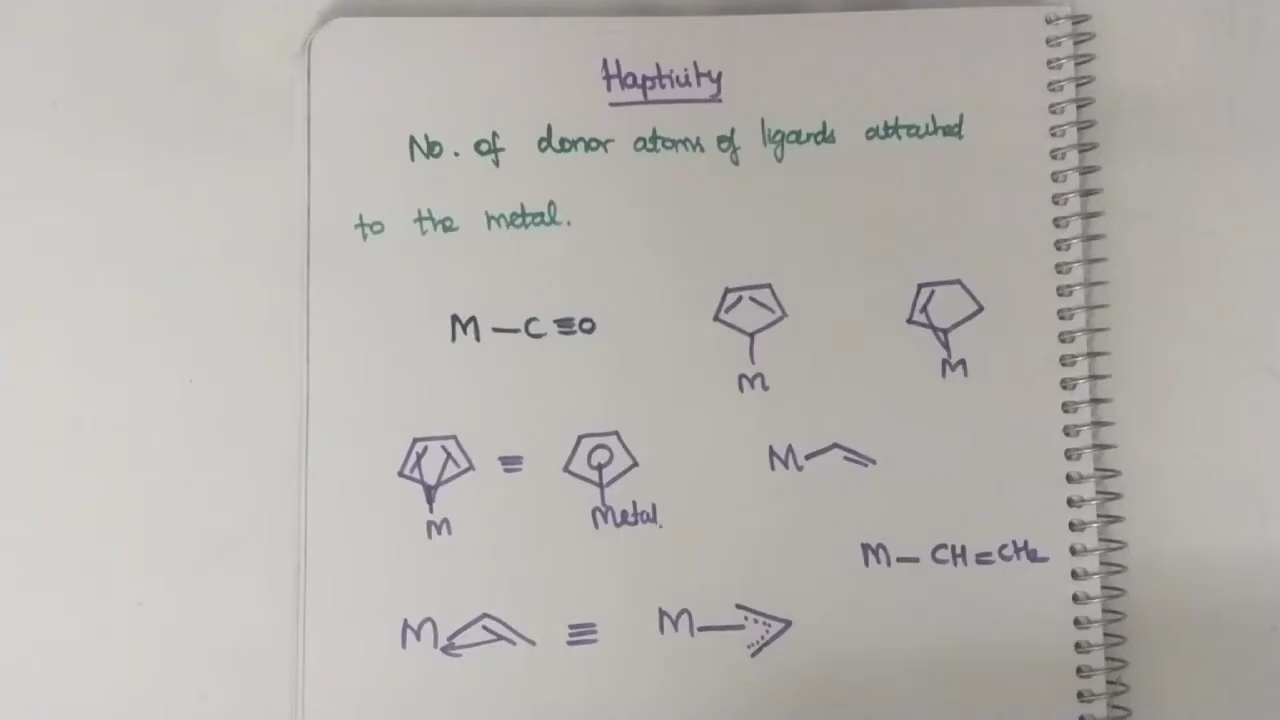 Hapticity
No. of donor atoms of ligands attached
to the metal.
M — C ≡ O
M
M
M
≡
Metal.
M
M — CH = CH2
M
≡
M